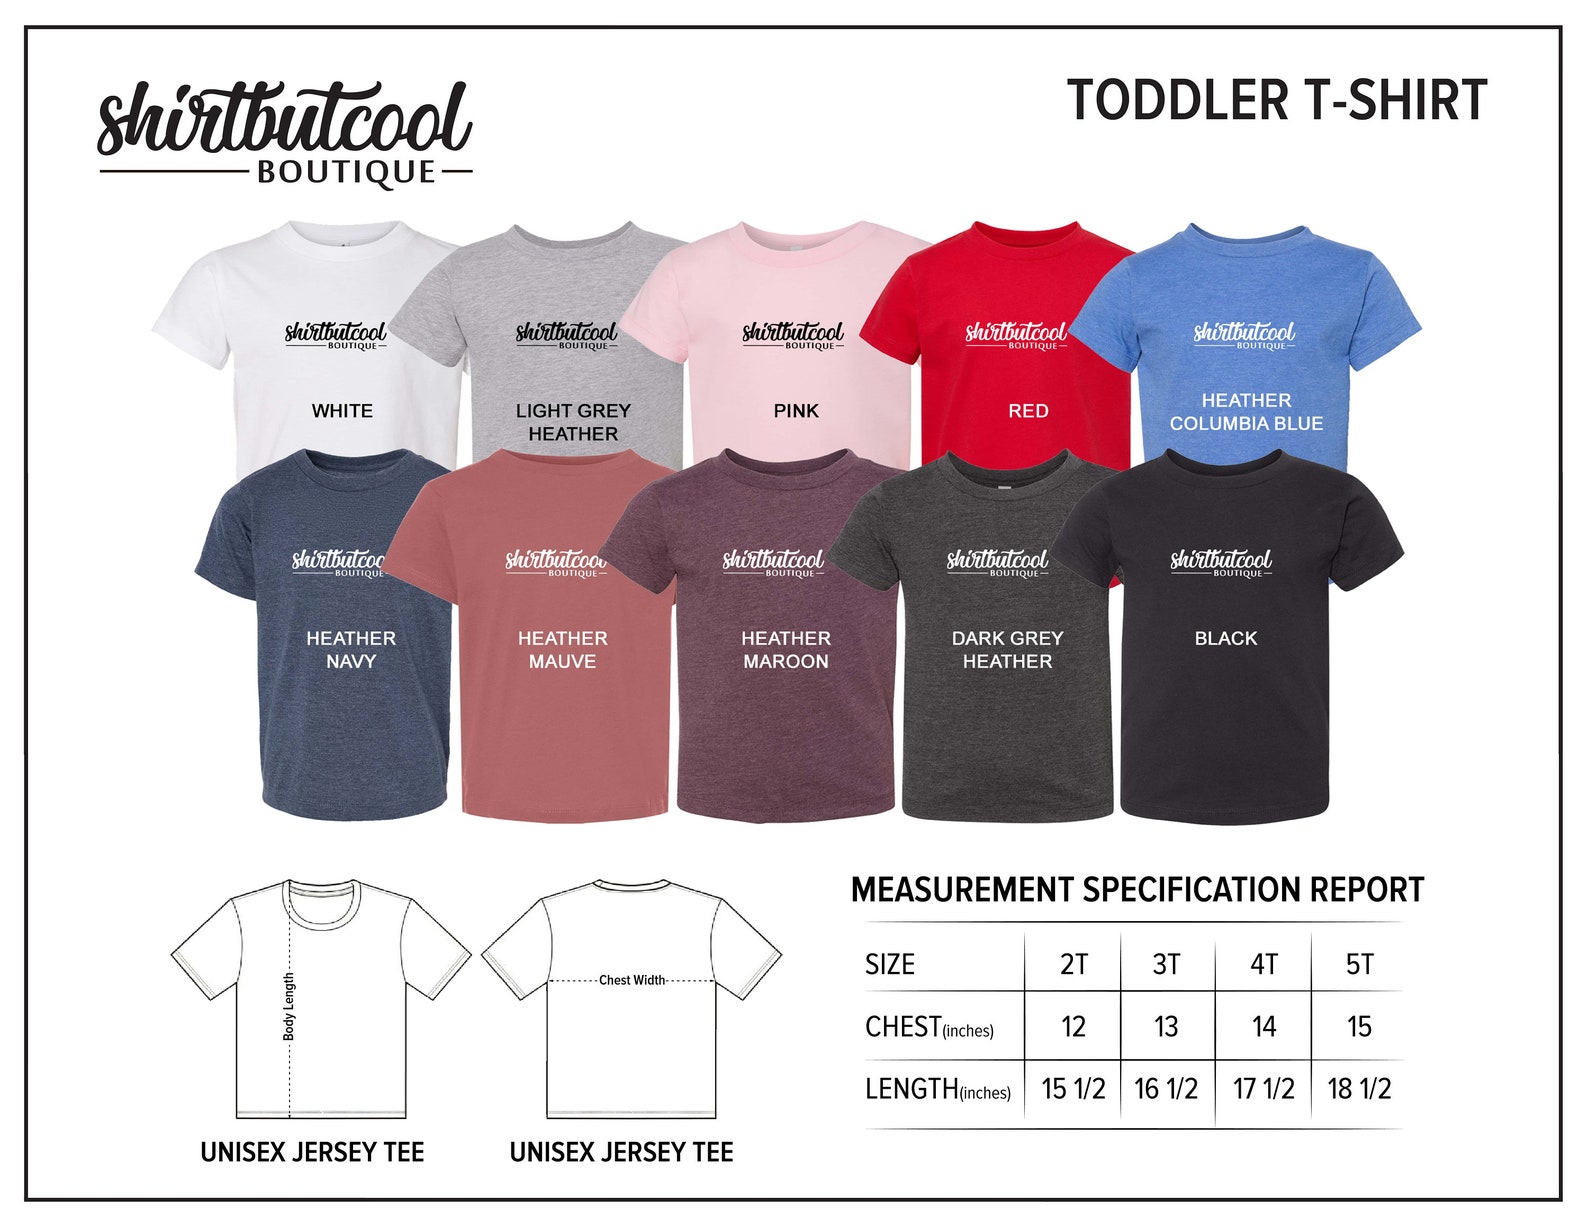 shirtbutcool
BOUTIQUE
TODDLER T-SHIRT
shirtbutcool
BOUTIQUE
WHITE
shirtbutcool
BOUTIQUE
LIGHT GREY
HEATHER
shirtbutcool
BOUTIQUE
PINK
shirtbutcool
BOUTIQUE
RED
shirtbutcool
BOUTIQUE
HEATHER
COLUMBIA BLUE
shirtbutcoo
BOUTIQUE
HEATHER
NAVY
shirtbutcool
BOUTIQUE
HEATHER
MAUVE
shirtbutcool
BOUTIQUE
HEATHER
MAROON
shirtbutcool
BOUTIQUE
DARK GREY
HEATHER
shirtbutcool
BOUTIQUE
BLACK
Body Length
UNISEX JERSEY TEE
Chest Width
UNISEX JERSEY TEE
MEASUREMENT SPECIFICATION REPORT
SIZE 2T 3T 4T 5T
CHEST(inches) 12 13 14 15
LENGTH(inches) 15 1/2 16 1/2 17 1/2 18 1/2